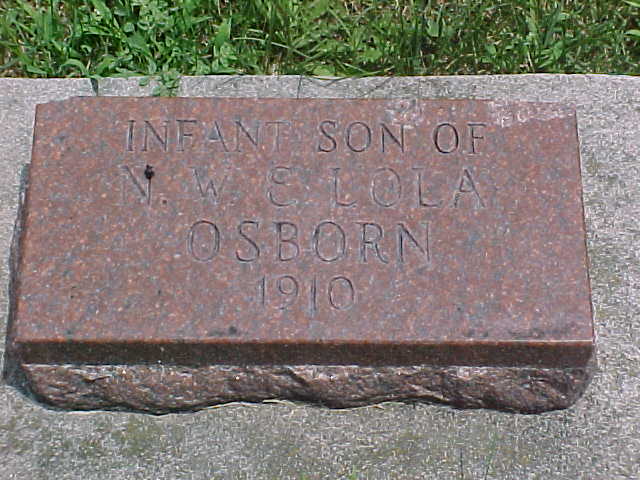 INFANT SON OF
N. W. & LOLA
OSBORN
1910